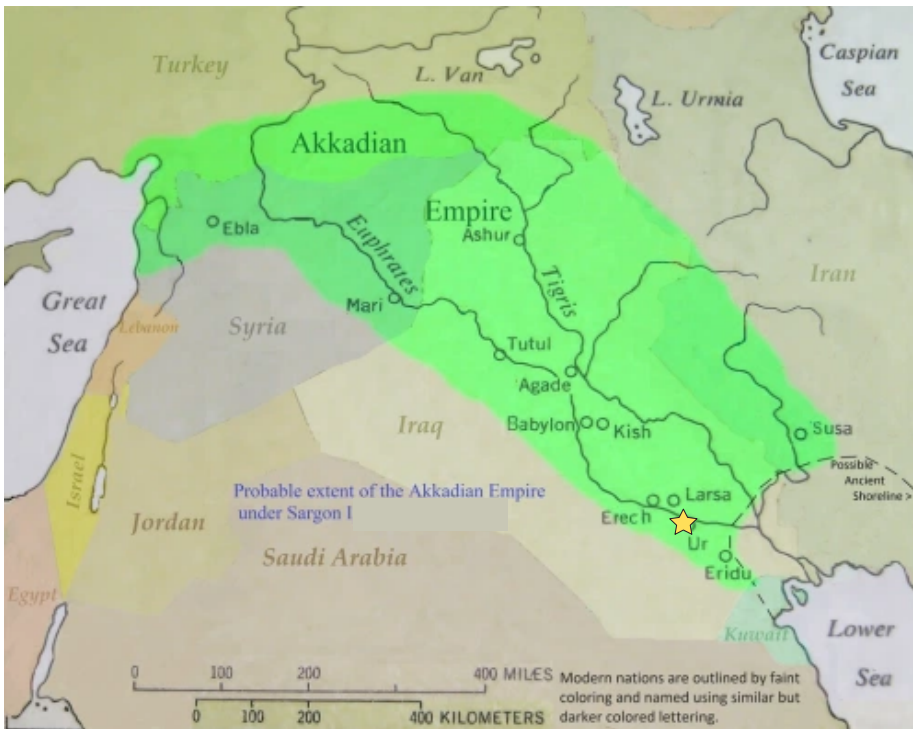 Turkey
L. Van
Caspian
Sea
L. Urmia
Akkadian
Empire
Ebla
Ashur
Euphrates
Tigris
Iran
Great
Sea
Mari
Lebanon
Syria
Tutul
Agade
Iraq
Babylon
Kish
Susa
Possible
Ancient
Shoreline >
Israel
Probable extent of the Akkadian Empire
under Sargon I
Larsa
Erech
Jordan
Ur
Saudi Arabia
Eridu
Egypt
Kuwait
Lower
Sea
0 100 200 400 MILES
0 100 200 400 KILOMETERS
Modern nations are outlined by faint
coloring and named using similar but
darker colored lettering.